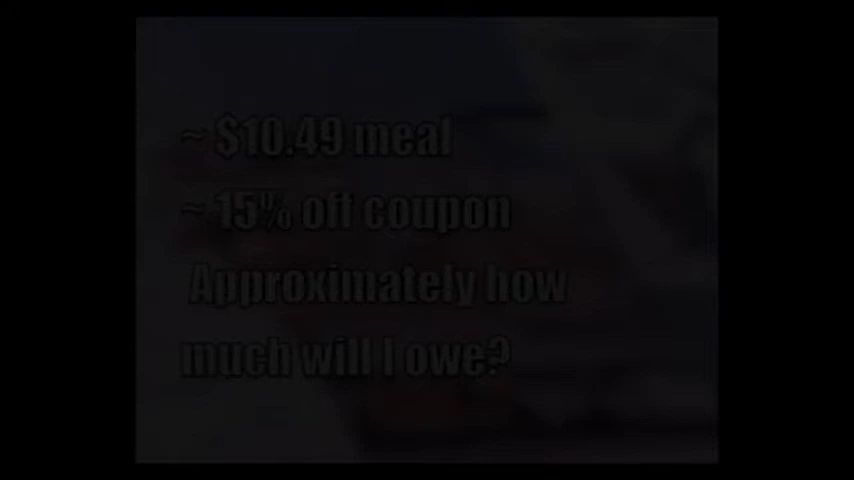 ~ $10.49 meal
~ 15% off coupon
Approximately how
much will i owe?